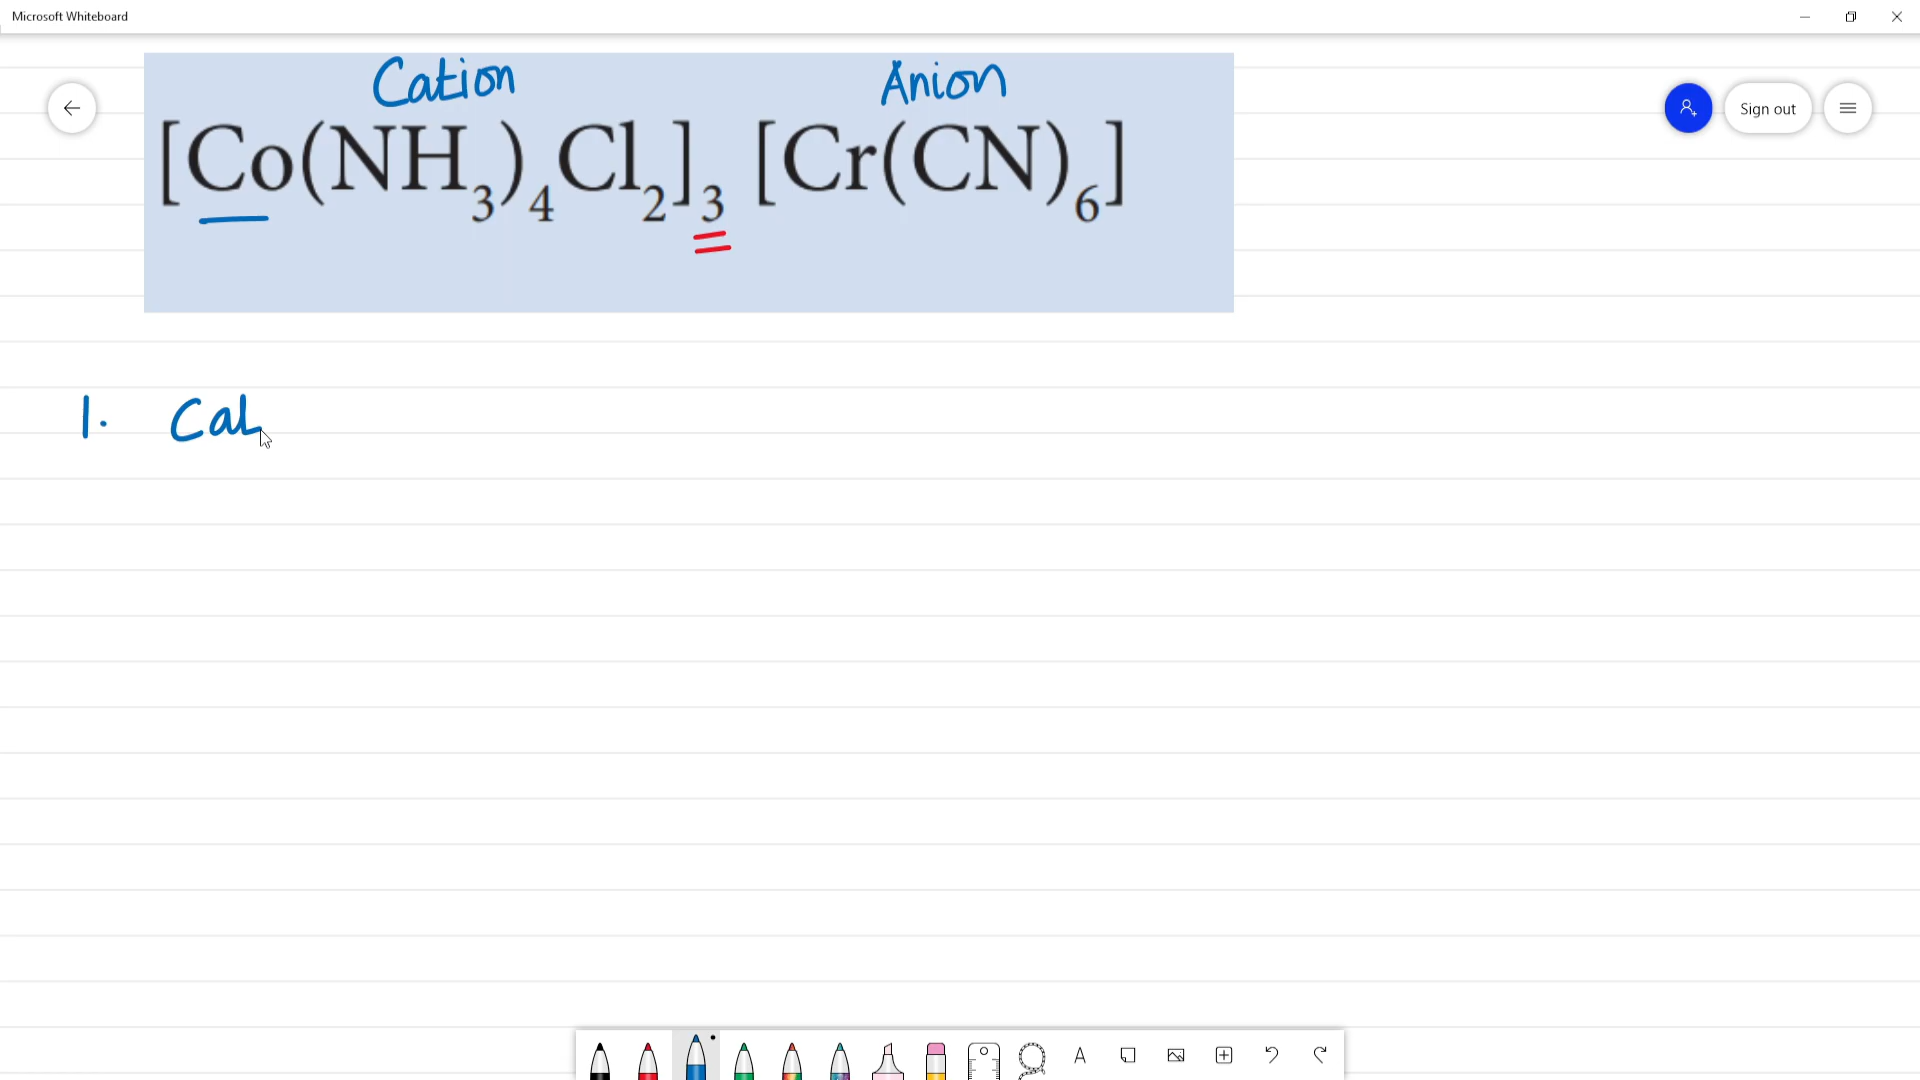 Microsoft Whiteboard
Cation Anion
[Co(NH₃)₄Cl₂]₃ [Cr(CN)₆]
Sign out
1. Cal
A